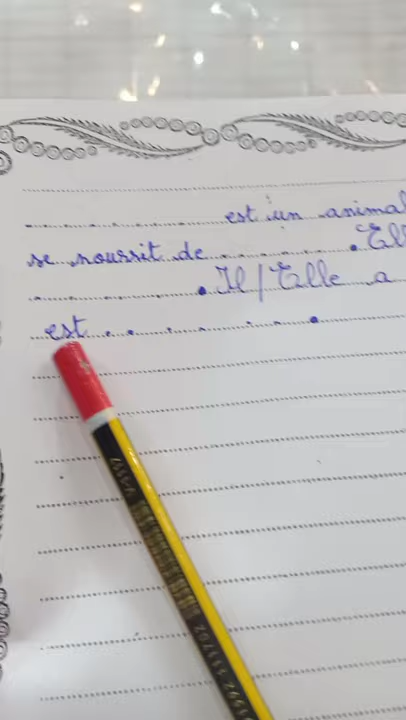 . . . . . . . . . est un animal
se nourrit de . . . . . . . . . Ell
. . . . . . . . . Il / Elle a
est . . . . . . .